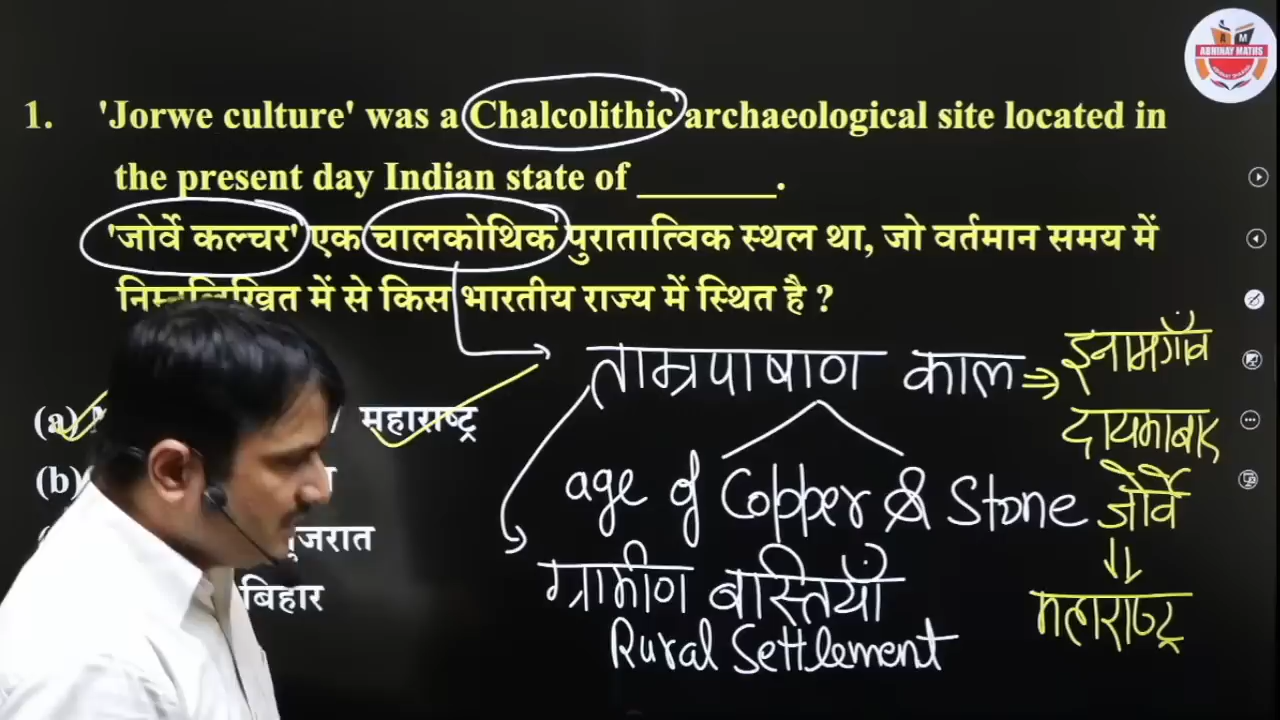 ABHINAY MATHS
1. 'Jorwe culture' was a Chalcolithic archaeological site located in
the present day Indian state of _______.
'जोर्वे कल्चर' एक चालकोथिक पुरातात्विक स्थल था, जो वर्तमान समय में
निम्नलिखित में से किस भारतीय राज्य में स्थित है ?
ताम्रपाषाण काल ⇒ इनामगाँव
दायमाबाद
जोर्वे
महाराष्ट्र
age of Copper & Stone
ग्रामीण बास्तियाँ
Rural Settlement
(a) महाराष्ट्र
(b)
गुजरात
बिहार